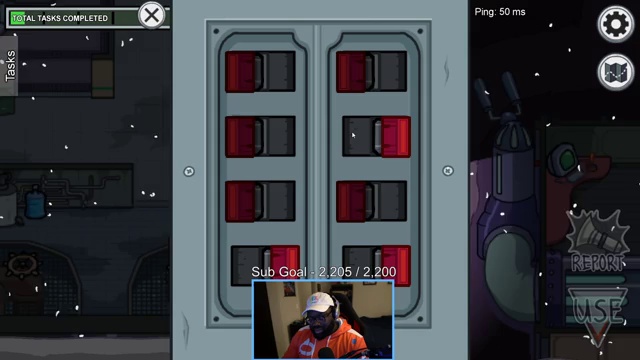 TOTAL TASKS COMPLETED
Ping: 50 ms
Tasks
Sub Goal - 2,205 / 2,200
REPORT
USE